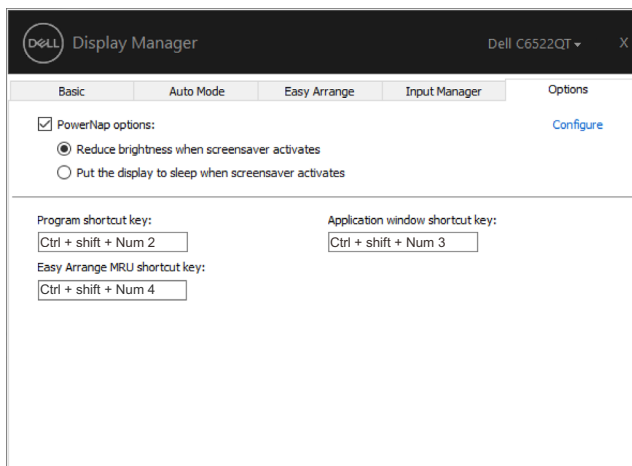 DELL Display Manager Dell C6522QT X
Basic Auto Mode Easy Arrange Input Manager Options
PowerNap options: Configure
Reduce brightness when screensaver activates
Put the display to sleep when screensaver activates
Program shortcut key: Application window shortcut key:
Ctrl + shift + Num 2 Ctrl + shift + Num 3
Easy Arrange MRU shortcut key:
Ctrl + shift + Num 4